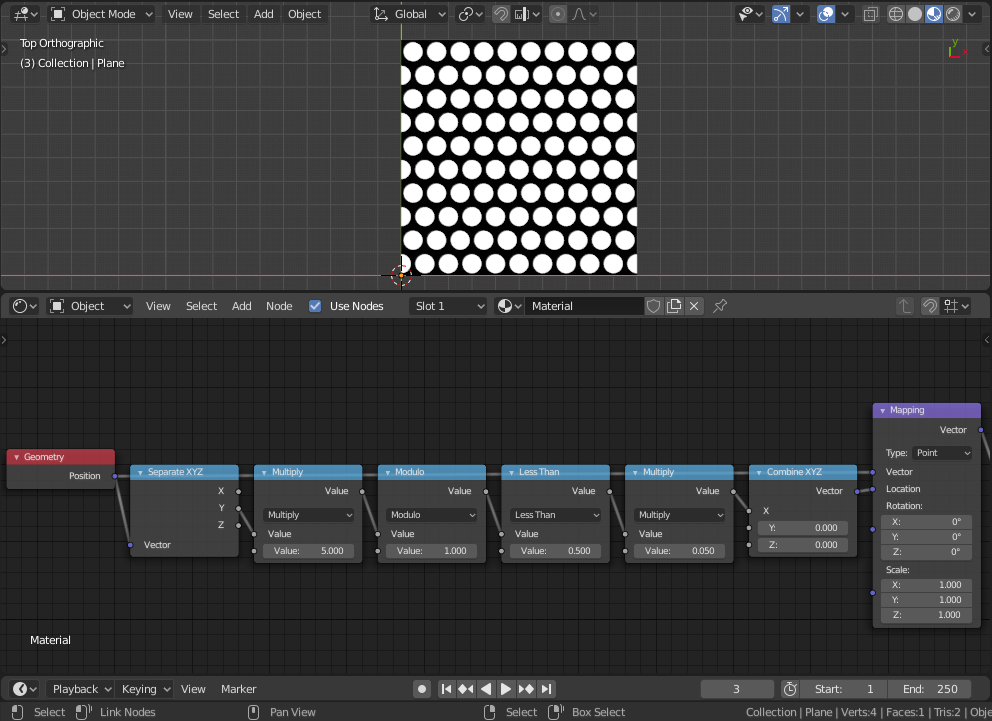 Object Mode View Select Add Object Global
Top Orthographic
(3) Collection | Plane
y
x
Object View Select Add Node Use Nodes Slot 1 Material
Mapping
Vector
Type: Point
Vector
Location
Rotation:
X: 0°
Y: 0°
Z: 0°
Scale:
X: 1.000
Y: 1.000
Z: 1.000
Geometry
Position
Separate XYZ
X
Y
Z
Vector
Multiply
Value
Multiply
Value
Value: 5.000
Modulo
Value
Modulo
Value
Value: 1.000
Less Than
Value
Less Than
Value
Value: 0.500
Multiply
Value
Multiply
Value
Value: 0.050
Combine XYZ
Vector
X
Y: 0.000
Z: 0.000
Material
Playback Keying View Marker 3 Start: 1 End: 250
Select Link Nodes Pan View Select Box Select Collection | Plane | Verts:4 | Faces:1 | Tris:2 | Obje